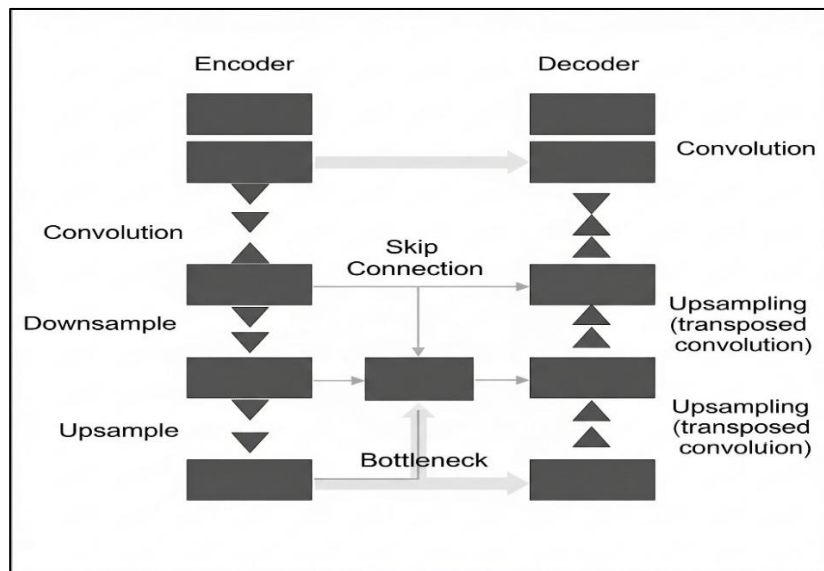 Encoder
Decoder
Convolution
Convolution
Skip
Connection
Downsample
Upsampling
(transposed
convolution)
Upsample
Upsampling
(transposed
convoluion)
Bottleneck